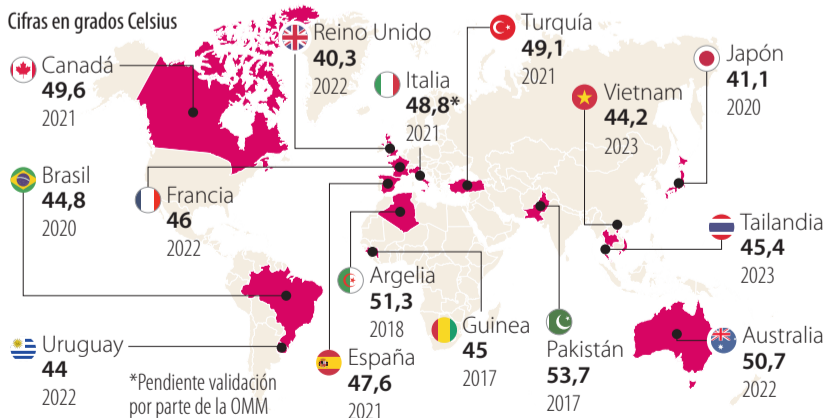 Cifras en grados Celsius
Canadá
49,6
2021
Reino Unido
40,3
2022
Italia
48,8*
2021
Turquía
49,1
2021
Vietnam
44,2
2023
Japón
41,1
2020
Brasil
44,8
2020
Francia
46
2022
Tailandia
45,4
2023
Argelia
51,3
2018
Guinea
45
2017
Pakistán
53,7
2017
Australia
50,7
2022
Uruguay
44
2022
España
47,6
2021
*Pendiente validación
por parte de la OMM